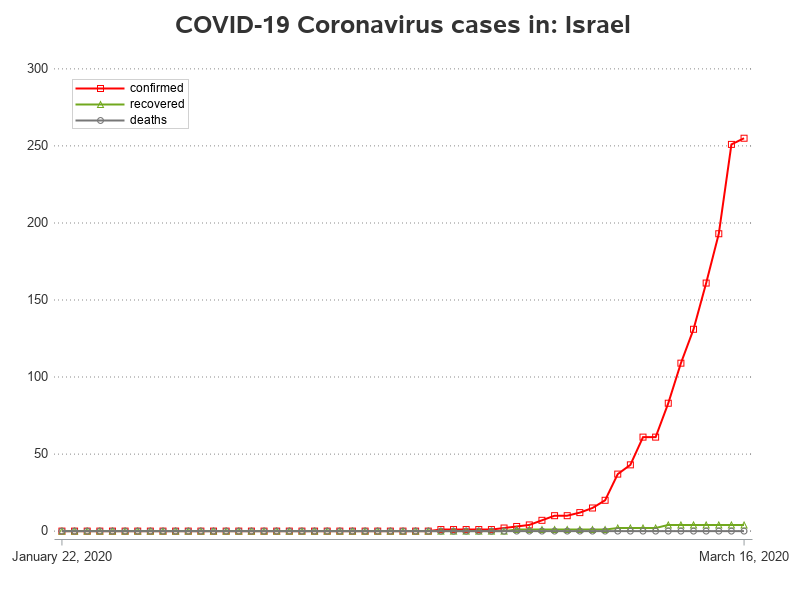 COVID-19 Coronavirus cases in: Israel
300
confirmed
recovered
deaths
250
200
150
100
50
0
January 22, 2020
March 16, 2020